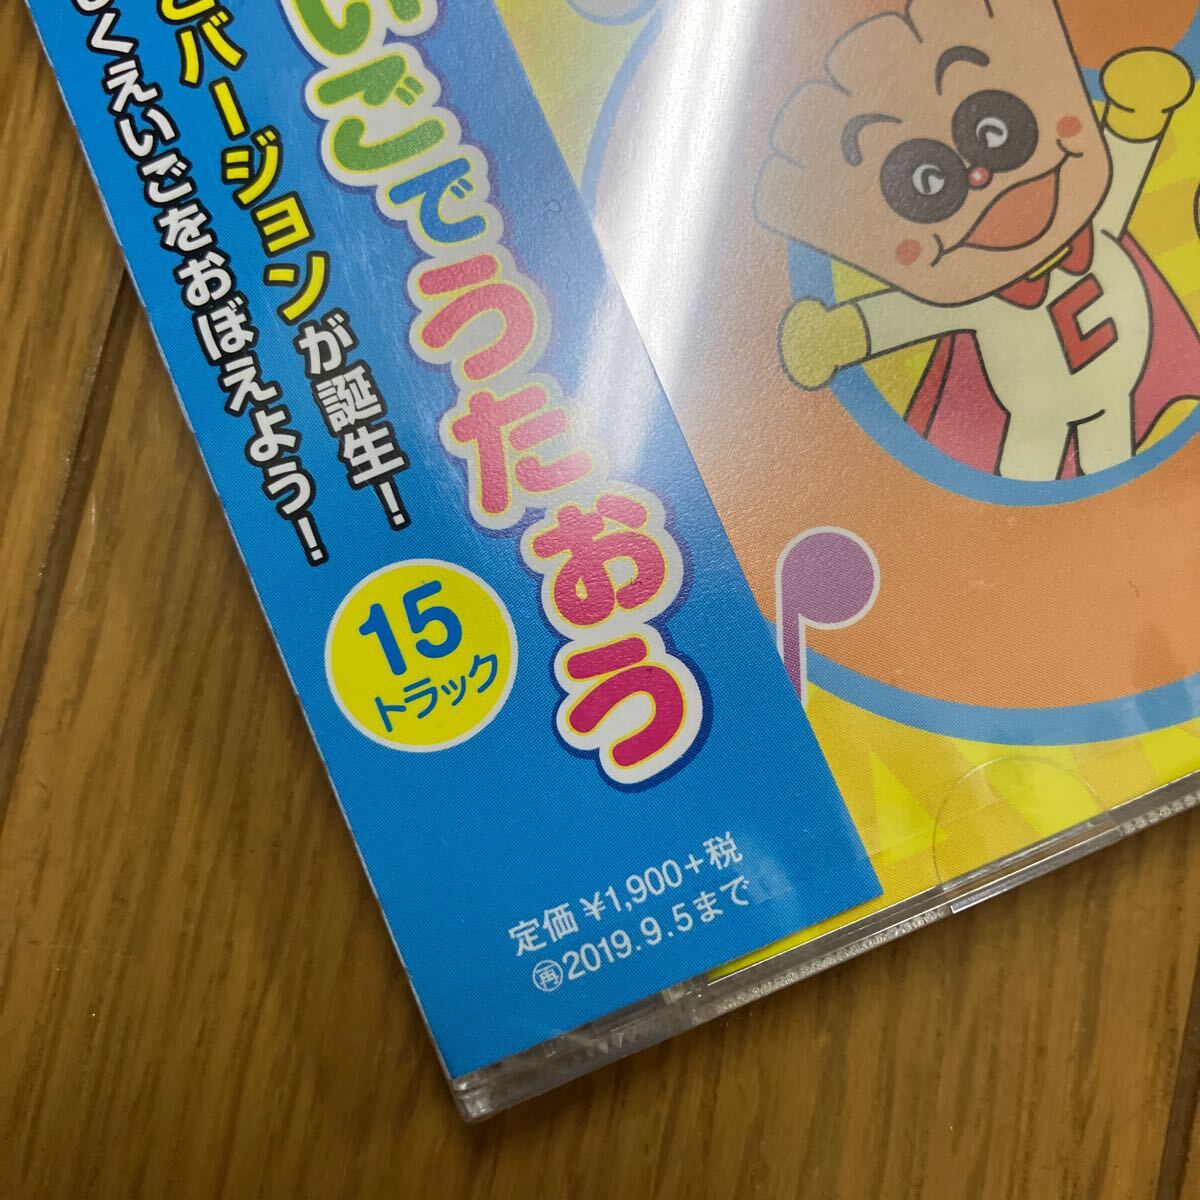 いごでうたおう
バージョンが誕生!
くえいごをおぼえよう!
15
トラック
定価¥1,900+税
再2019.9.5まで
C